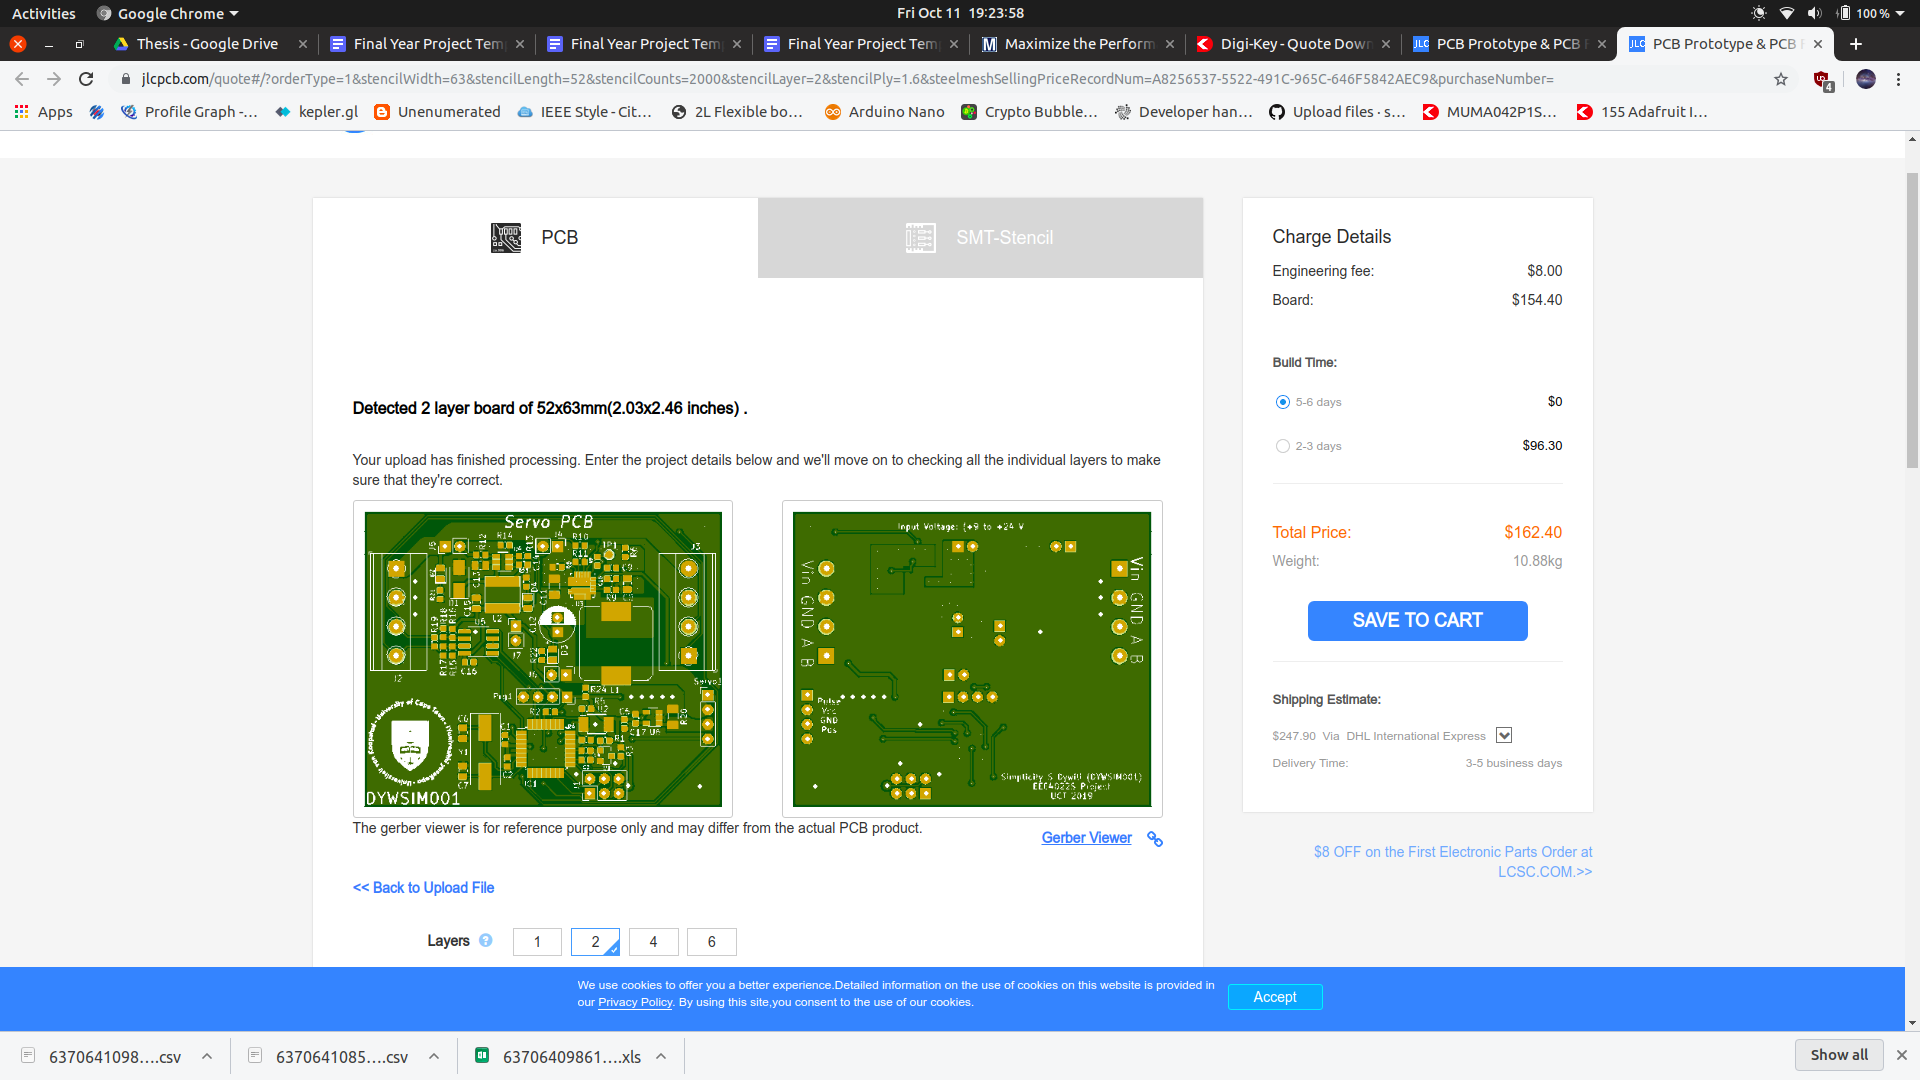 Activities
Google Chrome
Fri Oct 11 19:23:58
100 %
Thesis - Google Drive
Final Year Project Tem
Final Year Project Tem
Final Year Project Tem
Maximize the Perform
Digi-Key - Quote Down
PCB Prototype & PCB F
PCB Prototype & PCB F
jlcpcb.com/quote#/?orderType=1&stencilWidth=63&stencilLength=52&stencilCounts=2000&stencilLayer=2&stencilPly=1.6&steelmeshSellingPriceRecordNum=A8256537-5522-491C-965C-646F5842AEC9&purchaseNumber=
4
Apps
Profile Graph -...
kepler.gl
Unenumerated
IEEE Style - Cit...
2L Flexible bo...
Arduino Nano
Crypto Bubble...
Developer han...
Upload files · s...
MUMA042P1S...
155 Adafruit I...
PCB
SMT-Stencil
Charge Details
Engineering fee:
$8.00
Board:
$154.40
Build Time:
5-6 days
$0
2-3 days
$96.30
Total Price:
$162.40
Weight:
10.88kg
SAVE TO CART
Shipping Estimate:
$247.90 Via DHL International Express
Delivery Time:
3-5 business days
$8 OFF on the First Electronic Parts Order at
LCSC.COM.>>
Detected 2 layer board of 52x63mm(2.03x2.46 inches) .
Your upload has finished processing. Enter the project details below and we'll move on to checking all the individual layers to make
sure that they're correct.
Servo PCB
J3
J2
DYWSIM001
Input Voltage: (+9 to +24 V
Vin GND A B
Vin GND A B
Pulse
Vcc
GND
Pos
Simplicity S Dywili (DYWSIM001)
EEE4022S Project
UCT 2019
The gerber viewer is for reference purpose only and may differ from the actual PCB product.
Gerber Viewer
<< Back to Upload File
Layers
?
1
2
4
6
We use cookies to offer you a better experience.Detailed information on the use of cookies on this website is provided in
our Privacy Policy. By using this site,you consent to the use of our cookies.
Accept
6370641098....csv
6370641085....csv
63706409861....xls
Show all